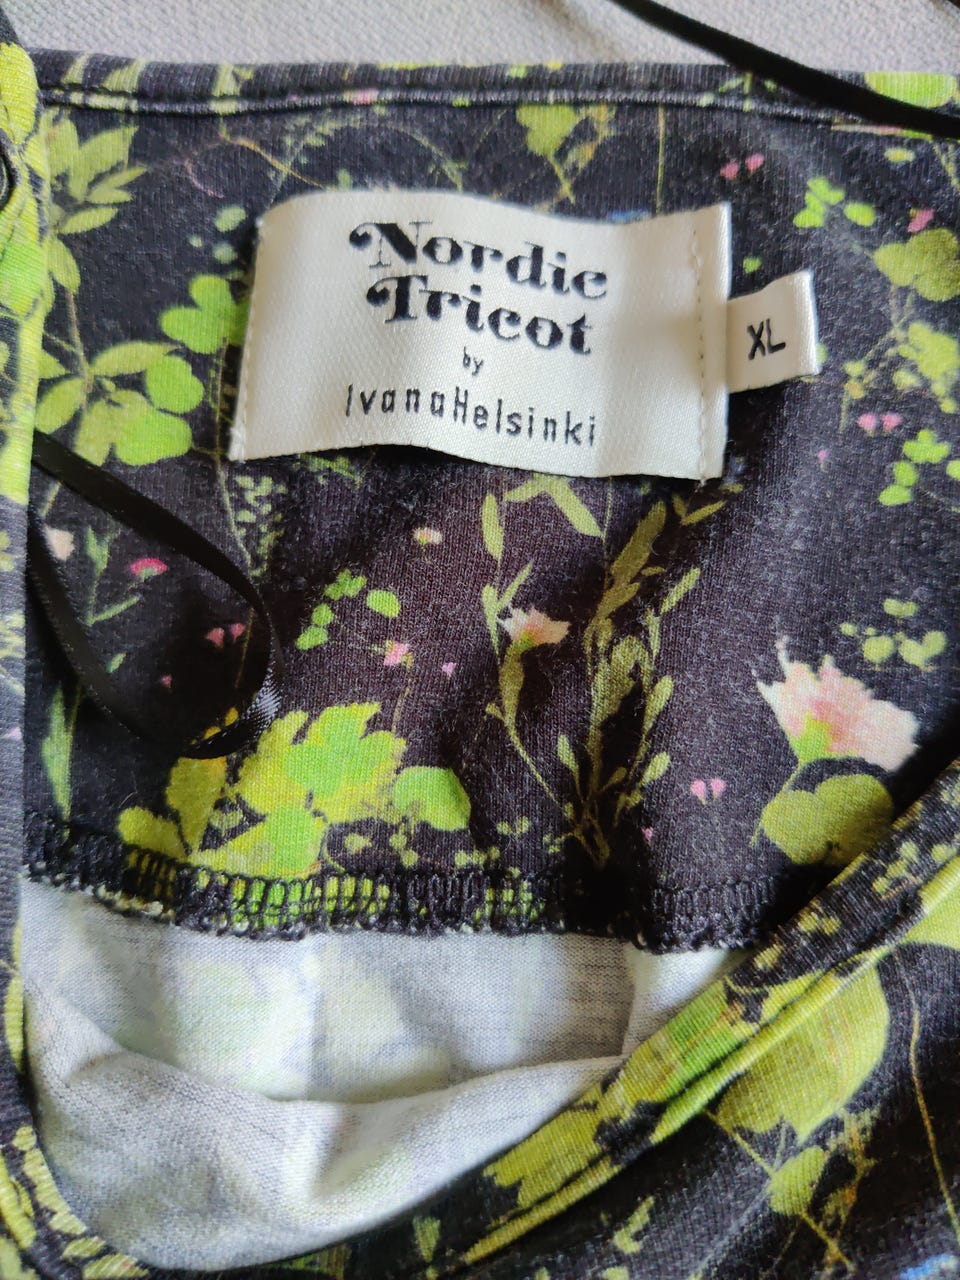 Nordic
Tricot
by
IvanaHelsinki
XL